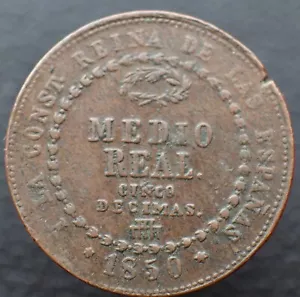 Y LA CONST REINA DE LAS ESPAÑAS
MEDIO
REAL.
CINCO
DECIMAS.
* 1850 *